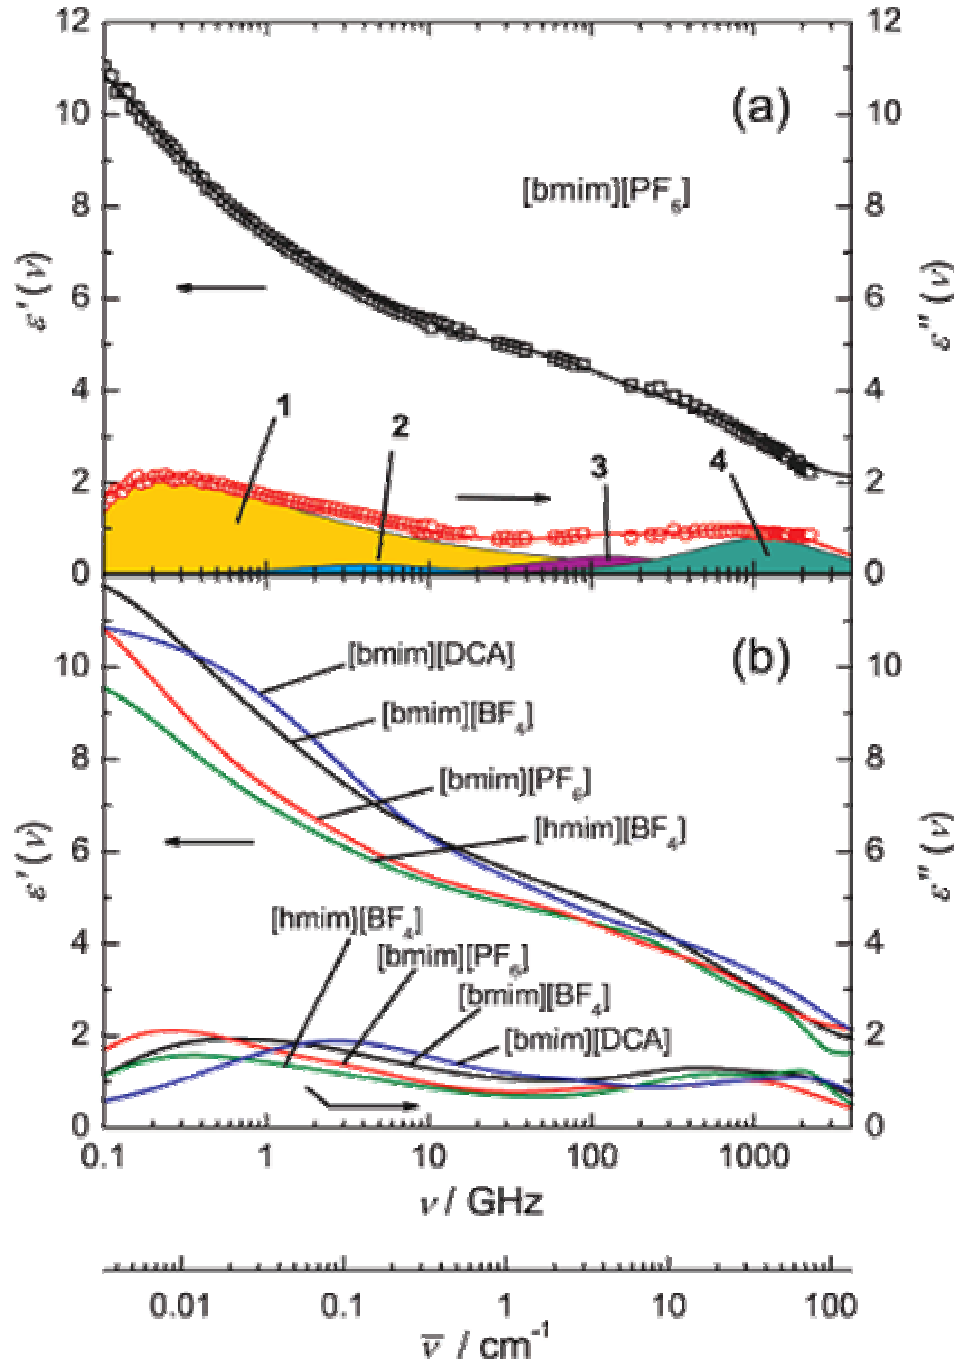 12 12
(a)
10 10
[bmim][PF6]
8 8
ε'(ν) 6 6 ε''(ν)
4 4
1 2 3 4
2 2
0 0
(b)
[bmim][DCA]
10 10
[bmim][BF4]
8 8
[bmim][PF6]
[hmim][BF4]
ε'(ν) 6 6 ε''(ν)
[hmim][BF4]
4 4
[bmim][PF6]
[bmim][BF4]
2 2
[bmim][DCA]
0 0
0.1 1 10 100 1000
ν / GHz
0.01 0.1 1 10 100
ν̅ / cm-1